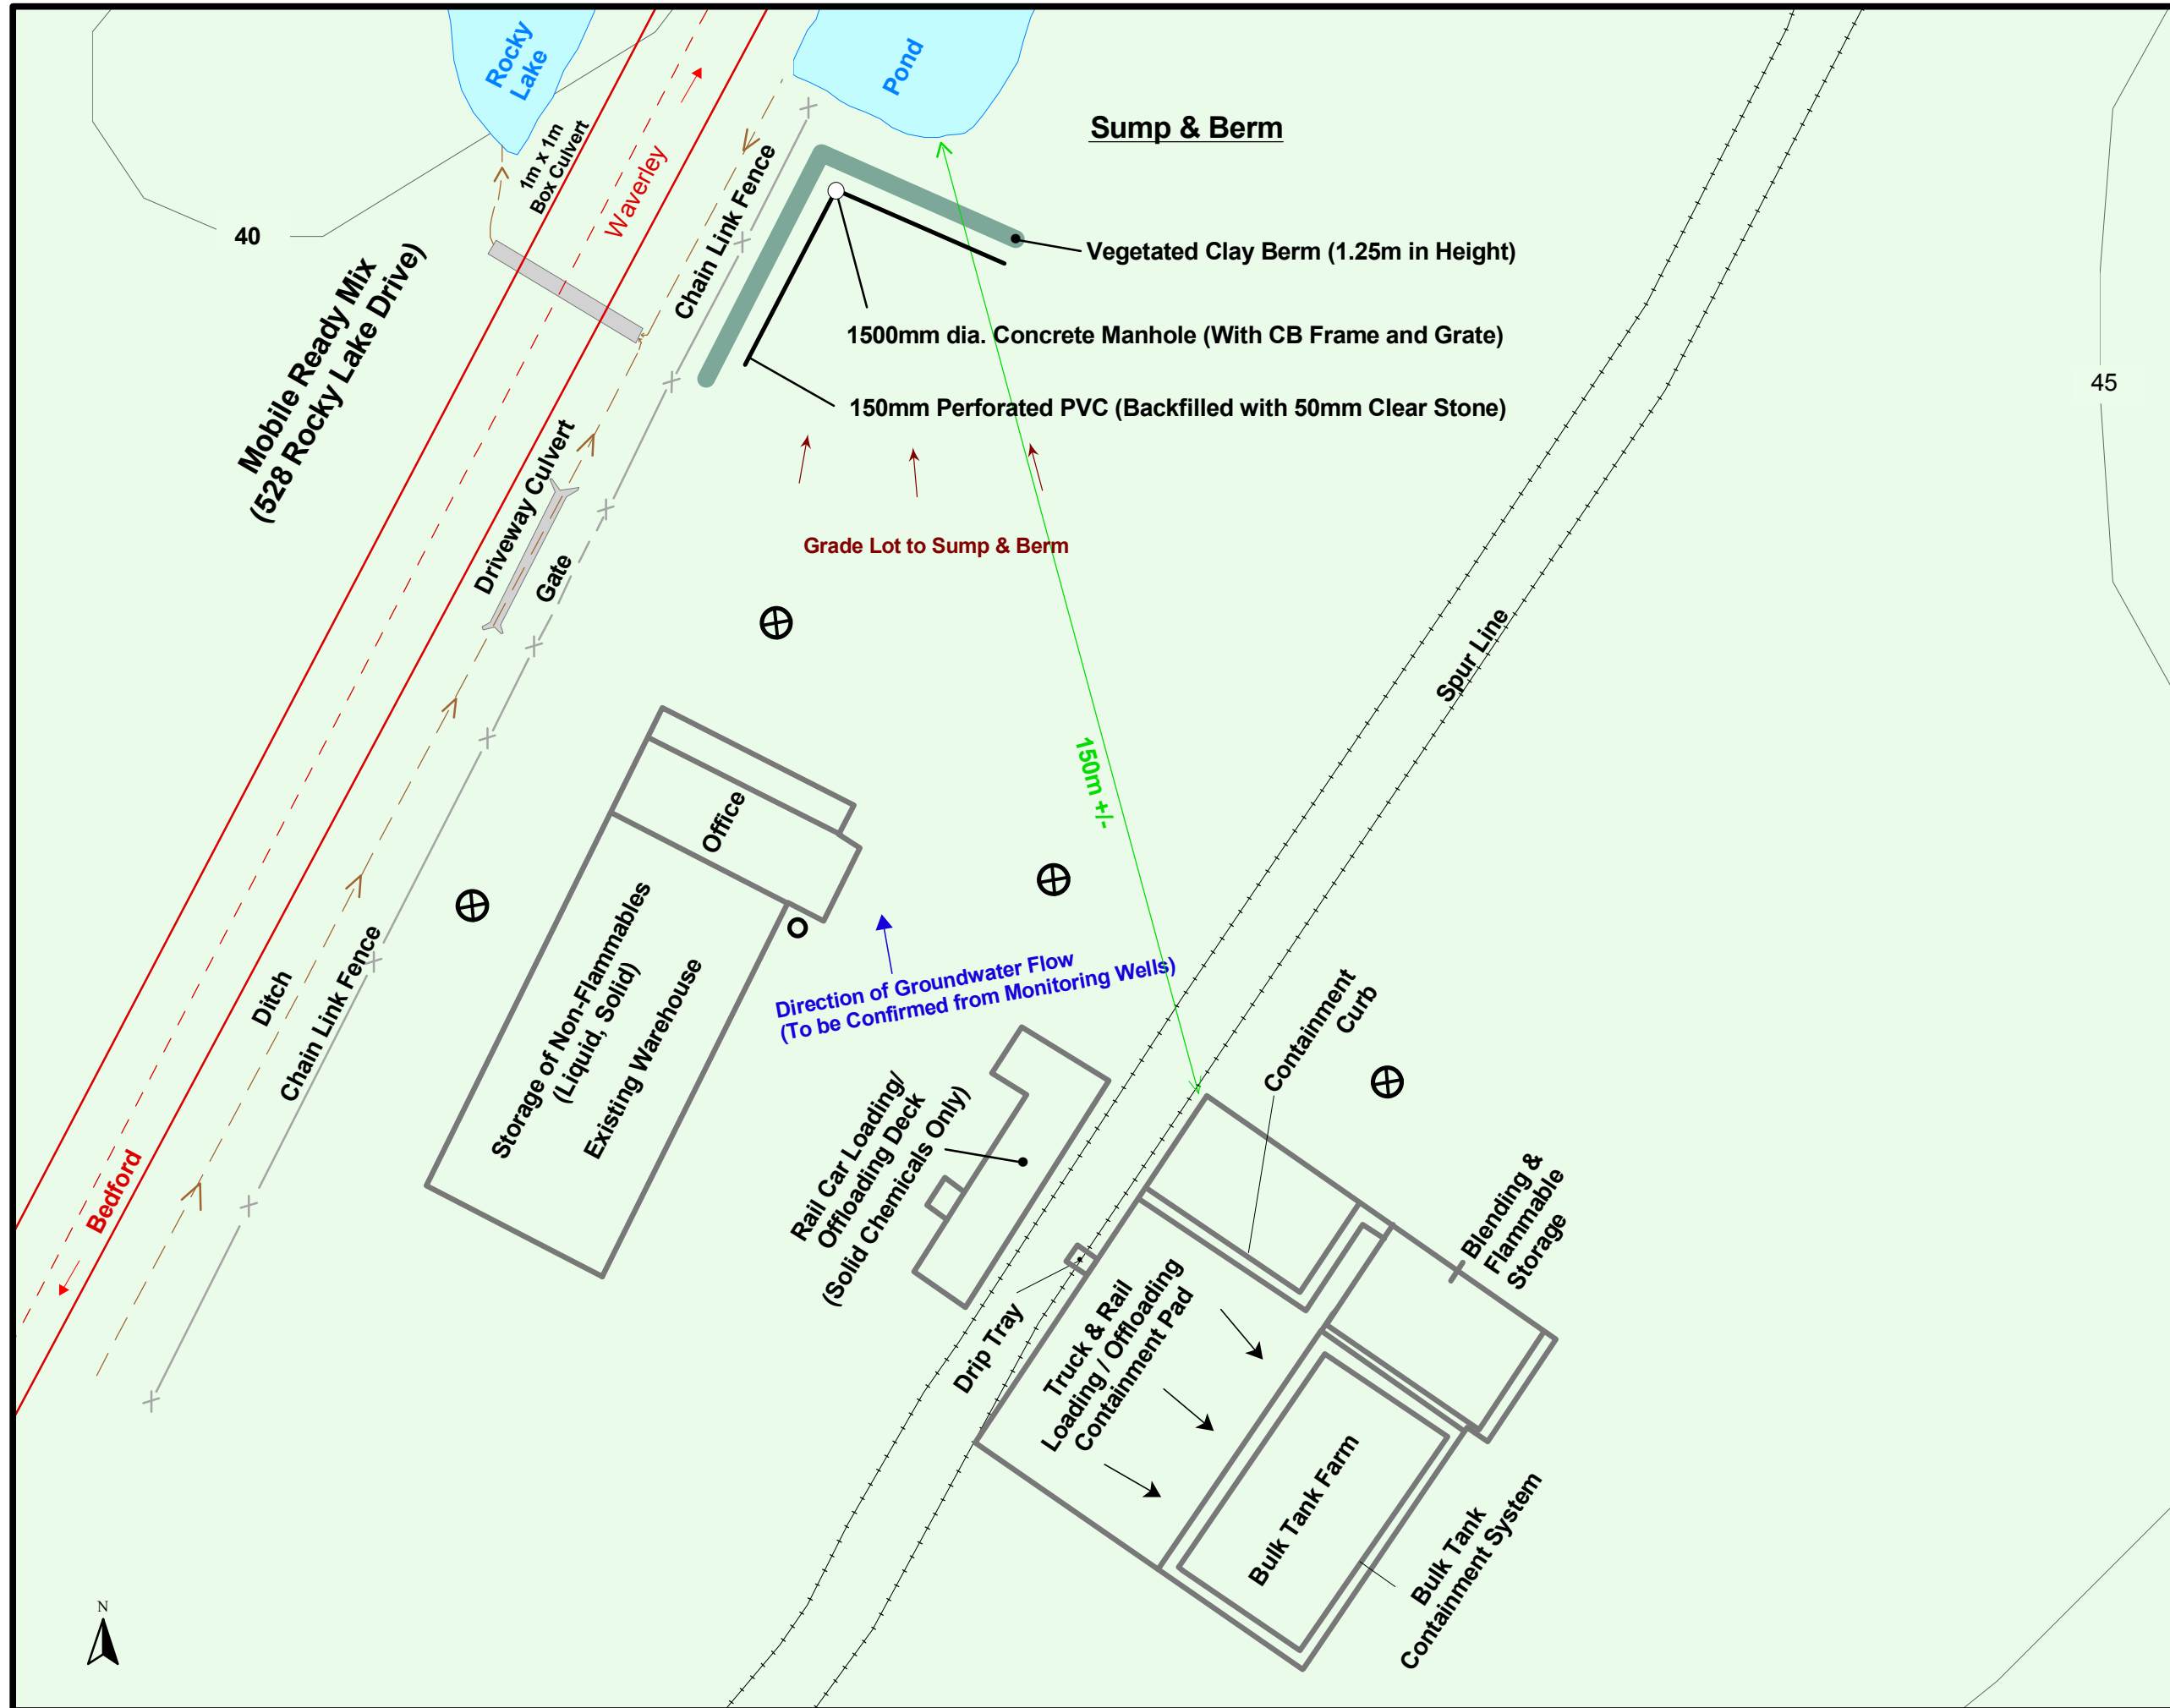 Rocky
Lake
Pond
Sump & Berm
1m x 1m
Box Culvert
Waverley
Chain Link Fence
40
Vegetated Clay Berm (1.25m in Height)
1500mm dia. Concrete Manhole (With CB Frame and Grate)
45
Mobile Ready Mix
(528 Rocky Lake Drive)
150mm Perforated PVC (Backfilled with 50mm Clear Stone)
Driveway Culvert
Gate
Grade Lot to Sump & Berm
Spur Line
150m +/-
Office
Storage of Non-Flammables
(Liquid, Solid)
Existing Warehouse
Direction of Groundwater Flow
(To be Confirmed from Monitoring Wells)
Ditch
Chain Link Fence
Containment
Curb
Rail Car Loading/
Offloading Deck
(Solid Chemicals Only)
Bedford
Blending &
Flammable
Storage
Drip Tray
Truck & Rail
Loading / Offloading
Containment Pad
Bulk Tank Farm
Bulk Tank
Containment System
N